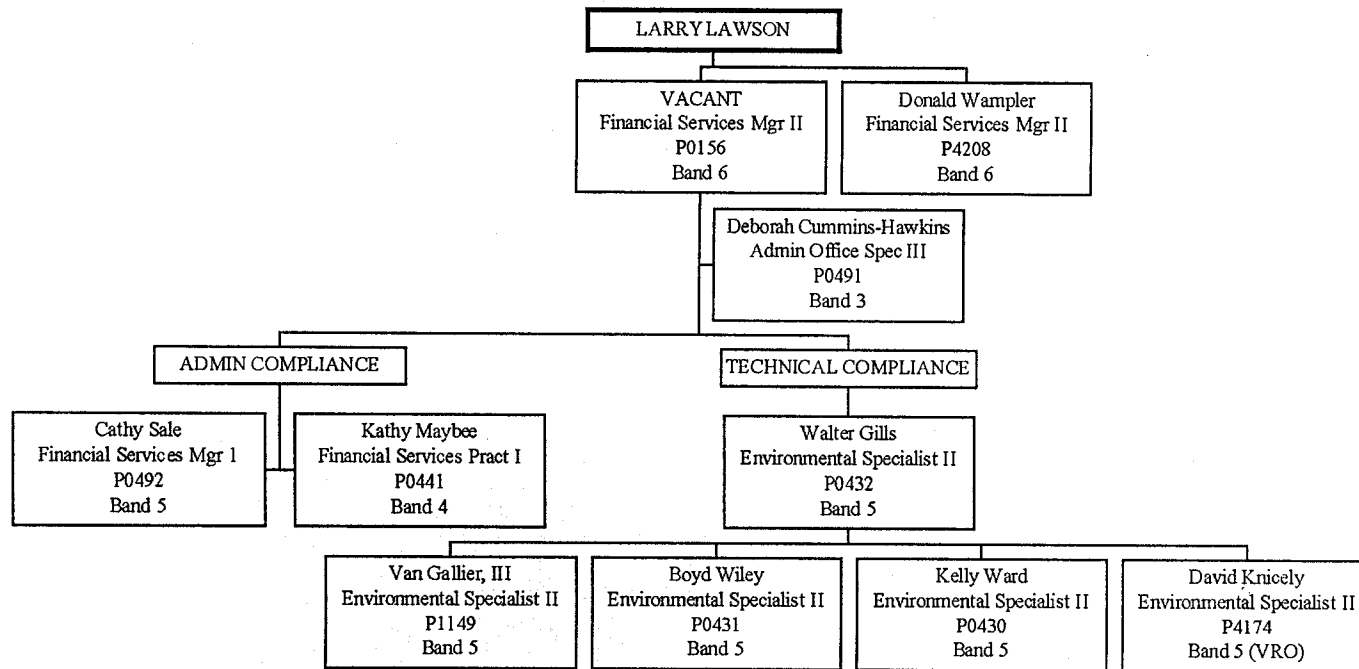 LARRY LAWSON
VACANT
Financial Services Mgr II
P0156
Band 6
Donald Wampler
Financial Services Mgr II
P4208
Band 6
Deborah Cummins-Hawkins
Admin Office Spec III
P0491
Band 3
ADMIN COMPLIANCE
TECHNICAL COMPLIANCE
Cathy Sale
Financial Services Mgr 1
P0492
Band 5
Kathy Maybee
Financial Services Pract I
P0441
Band 4
Walter Gills
Environmental Specialist II
P0432
Band 5
Van Gallier, III
Environmental Specialist II
P1149
Band 5
Boyd Wiley
Environmental Specialist II
P0431
Band 5
Kelly Ward
Environmental Specialist II
P0430
Band 5
David Knicely
Environmental Specialist II
P4174
Band 5 (VRO)